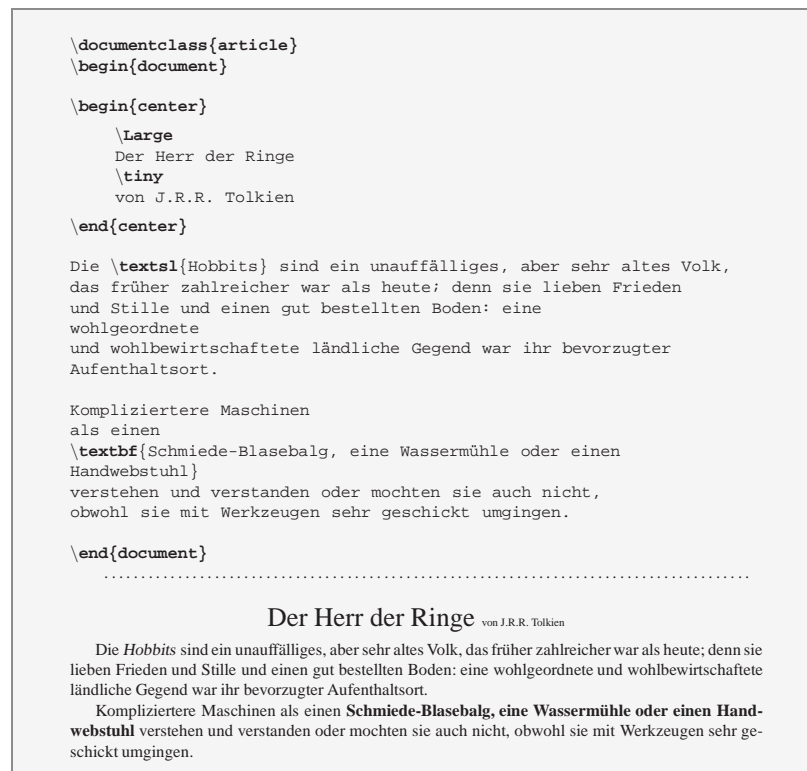 \documentclass{article}
\begin{document}
\begin{center}
\Large
Der Herr der Ringe
\tiny
von J.R.R. Tolkien
\end{center}
Die \textsl{Hobbits} sind ein unauffälliges, aber sehr altes Volk,
das früher zahlreicher war als heute; denn sie lieben Frieden
und Stille und einen gut bestellten Boden: eine
wohlgeordnete
und wohlbewirtschaftete ländliche Gegend war ihr bevorzugter
Aufenthaltsort.
Kompliziertere Maschinen
als einen
\textbf{Schmiede-Blasebalg, eine Wassermühle oder einen
Handwebstuhl}
verstehen und verstanden oder mochten sie auch nicht,
obwohl sie mit Werkzeugen sehr geschickt umgingen.
\end{document}
Der Herr der Ringe von J.R.R. Tolkien
Die Hobbits sind ein unauffälliges, aber sehr altes Volk, das früher zahlreicher war als heute; denn sie
lieben Frieden und Stille und einen gut bestellten Boden: eine wohlgeordnete und wohlbewirtschaftete
ländliche Gegend war ihr bevorzugter Aufenthaltsort.
Kompliziertere Maschinen als einen Schmiede-Blasebalg, eine Wassermühle oder einen Hand-
webstuhl verstehen und verstanden oder mochten sie auch nicht, obwohl sie mit Werkzeugen sehr ge-
schickt umgingen.